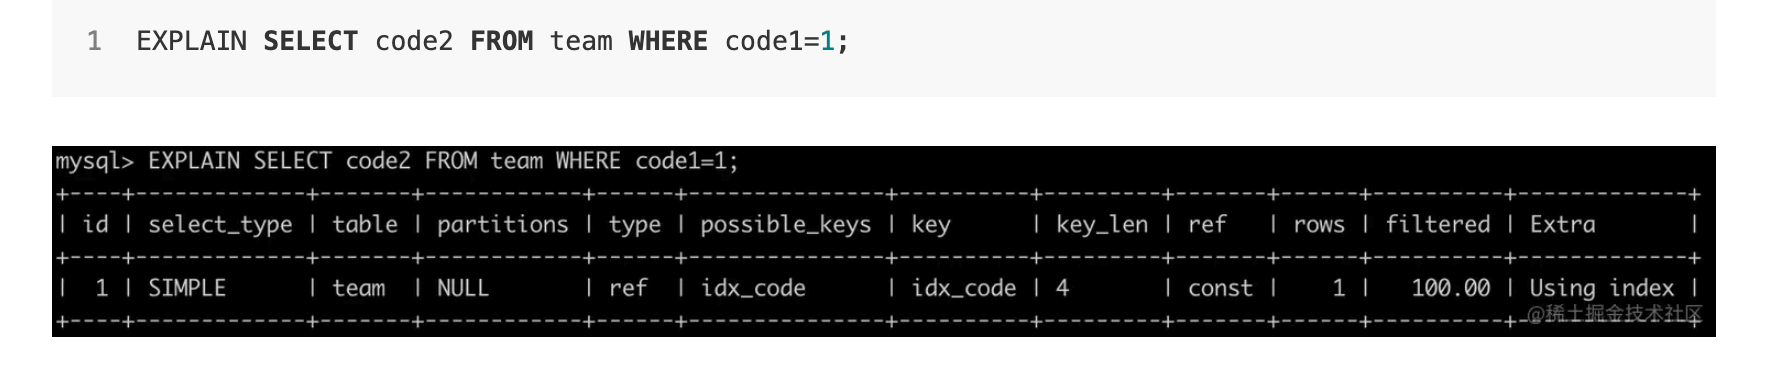 1 EXPLAIN SELECT code2 FROM team WHERE code1=1;
mysql> EXPLAIN SELECT code2 FROM team WHERE code1=1;
+----+-------------+-------+------------+------+---------------+----------+---------+-------+------+----------+-------------+
| id | select_type | table | partitions | type | possible_keys | key      | key_len | ref   | rows | filtered | Extra       |
+----+-------------+-------+------------+------+---------------+----------+---------+-------+------+----------+-------------+
|  1 | SIMPLE      | team  | NULL       | ref  | idx_code      | idx_code | 4       | const |    1 |   100.00 | Using index |
+----+-------------+-------+------------+------+---------------+----------+---------+-------+------+----------+-------------+
@稀土掘金技术社区